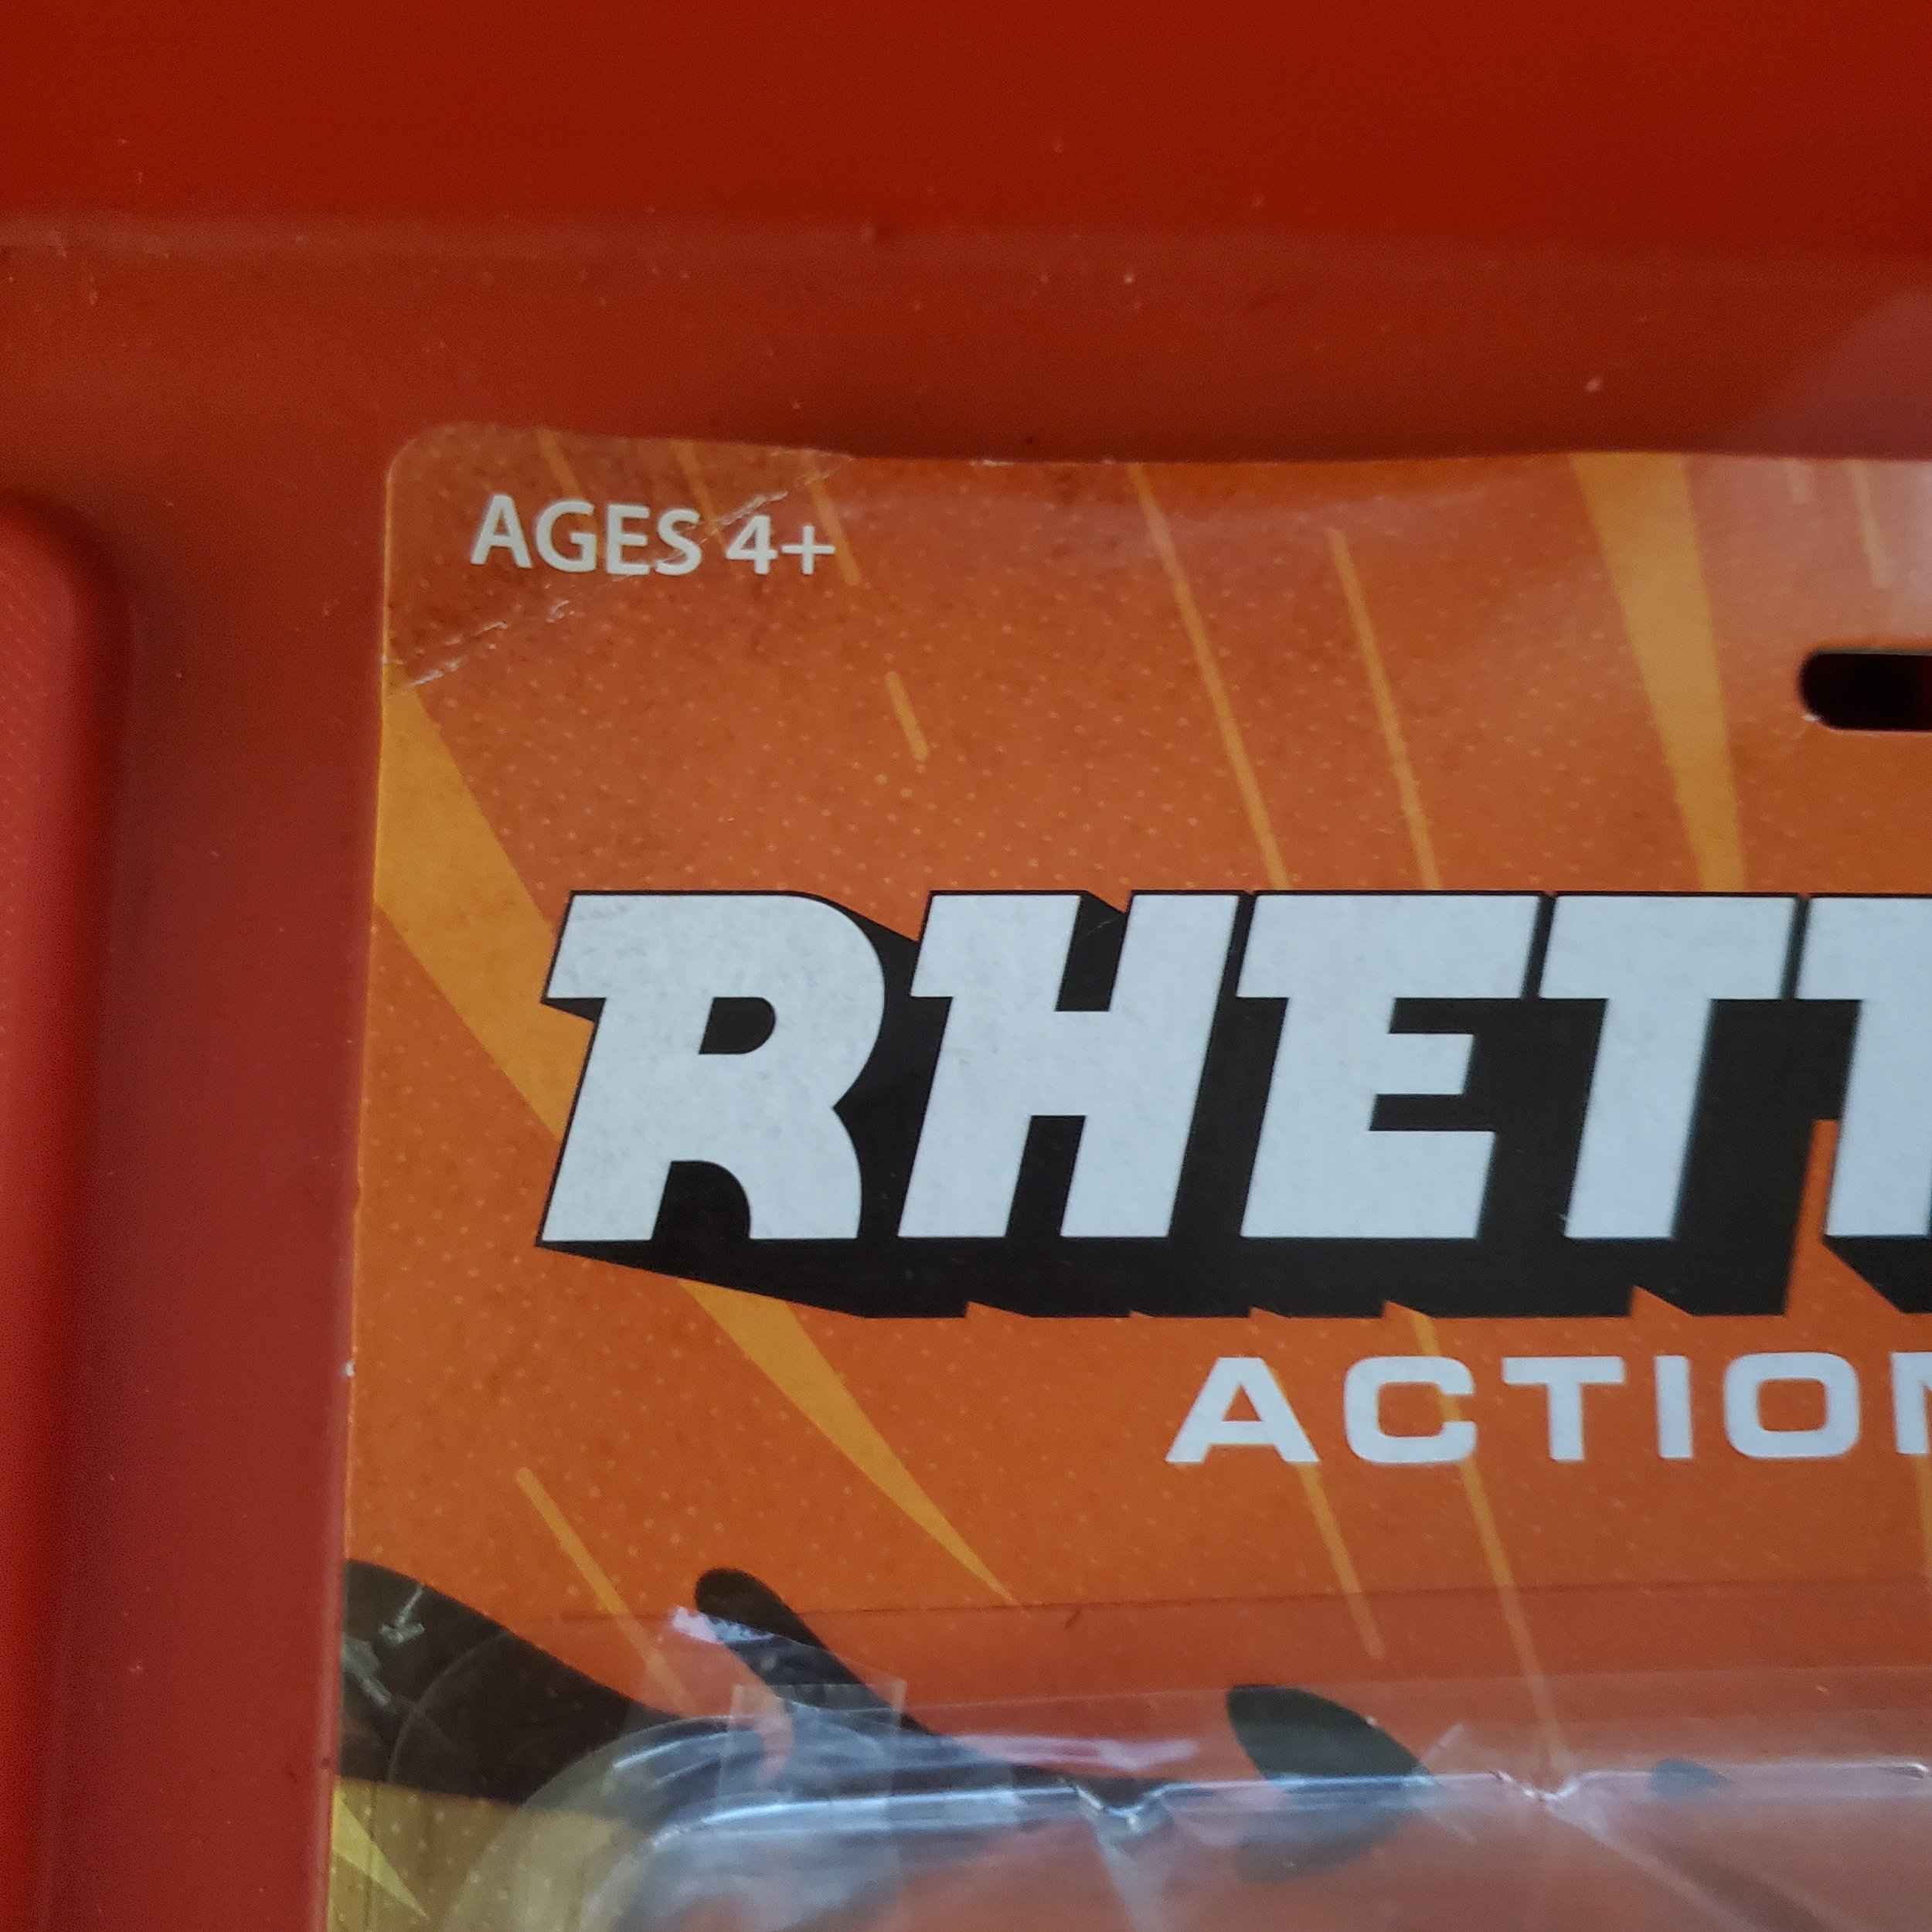 AGES 4+
RHETT
ACTION